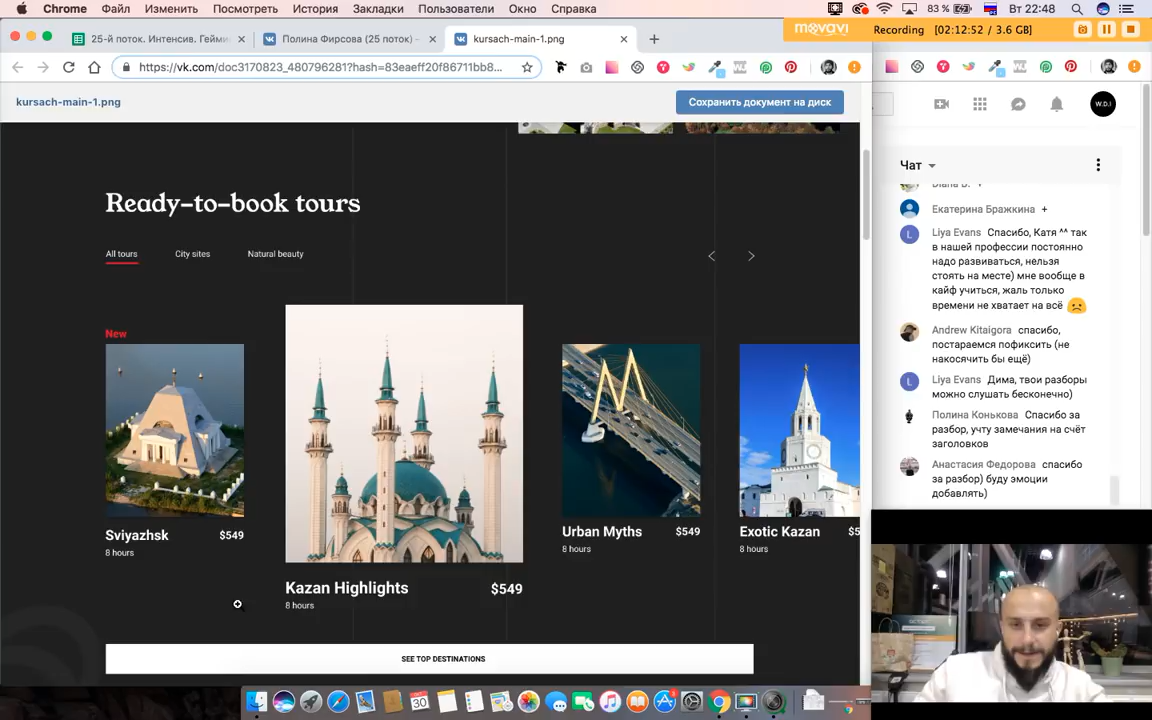 Chrome Файл Изменить Посмотреть История Закладки Пользователи Окно Справка
83 % Вт 22:48
movavi Recording [02:12:52 / 3.6 GB]
25-й поток. Интенсив. Гейми
Полина Фирсова (25 поток) –
kursach-main-1.png
https://vk.com/doc3170823_480796281?hash=83eaeff20f86711bb8...
kursach-main-1.png
Сохранить документ на диск
W.D.I
Ready-to-book tours
All tours
City sites
Natural beauty
New
Sviyazhsk $549
8 hours
Kazan Highlights $549
8 hours
Urban Myths $549
8 hours
Exotic Kazan
8 hours
SEE TOP DESTINATIONS
Чат
Екатерина Бражкина +
Liya Evans Спасибо, Катя ^^ так
в нашей профессии постоянно
надо развиваться, нельзя
стоять на месте) мне вообще в
кайф учиться, жаль только
времени не хватает на всё
Andrew Kitaigora спасибо,
постараемся пофиксить (не
накосячить бы ещё)
Liya Evans Дима, твои разборы
можно слушать бесконечно)
Полина Конькова Спасибо за
разбор, учту замечания на счёт
заголовков
Анастасия Федорова спасибо
за разбор) буду эмоции
добавлять)
30